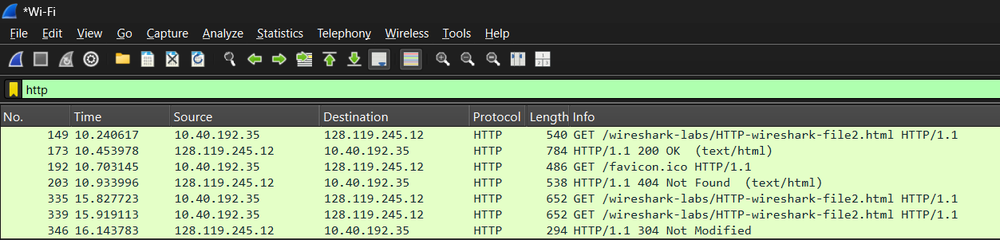 *Wi-Fi
File Edit View Go Capture Analyze Statistics Telephony Wireless Tools Help
http
No. Time Source Destination Protocol Length Info
149 10.240617 10.40.192.35 128.119.245.12 HTTP 540 GET /wireshark-labs/HTTP-wireshark-file2.html HTTP/1.1
173 10.453978 128.119.245.12 10.40.192.35 HTTP 784 HTTP/1.1 200 OK (text/html)
192 10.703145 10.40.192.35 128.119.245.12 HTTP 486 GET /favicon.ico HTTP/1.1
203 10.933996 128.119.245.12 10.40.192.35 HTTP 538 HTTP/1.1 404 Not Found (text/html)
335 15.827723 10.40.192.35 128.119.245.12 HTTP 652 GET /wireshark-labs/HTTP-wireshark-file2.html HTTP/1.1
339 15.919113 10.40.192.35 128.119.245.12 HTTP 652 GET /wireshark-labs/HTTP-wireshark-file2.html HTTP/1.1
346 16.143783 128.119.245.12 10.40.192.35 HTTP 294 HTTP/1.1 304 Not Modified